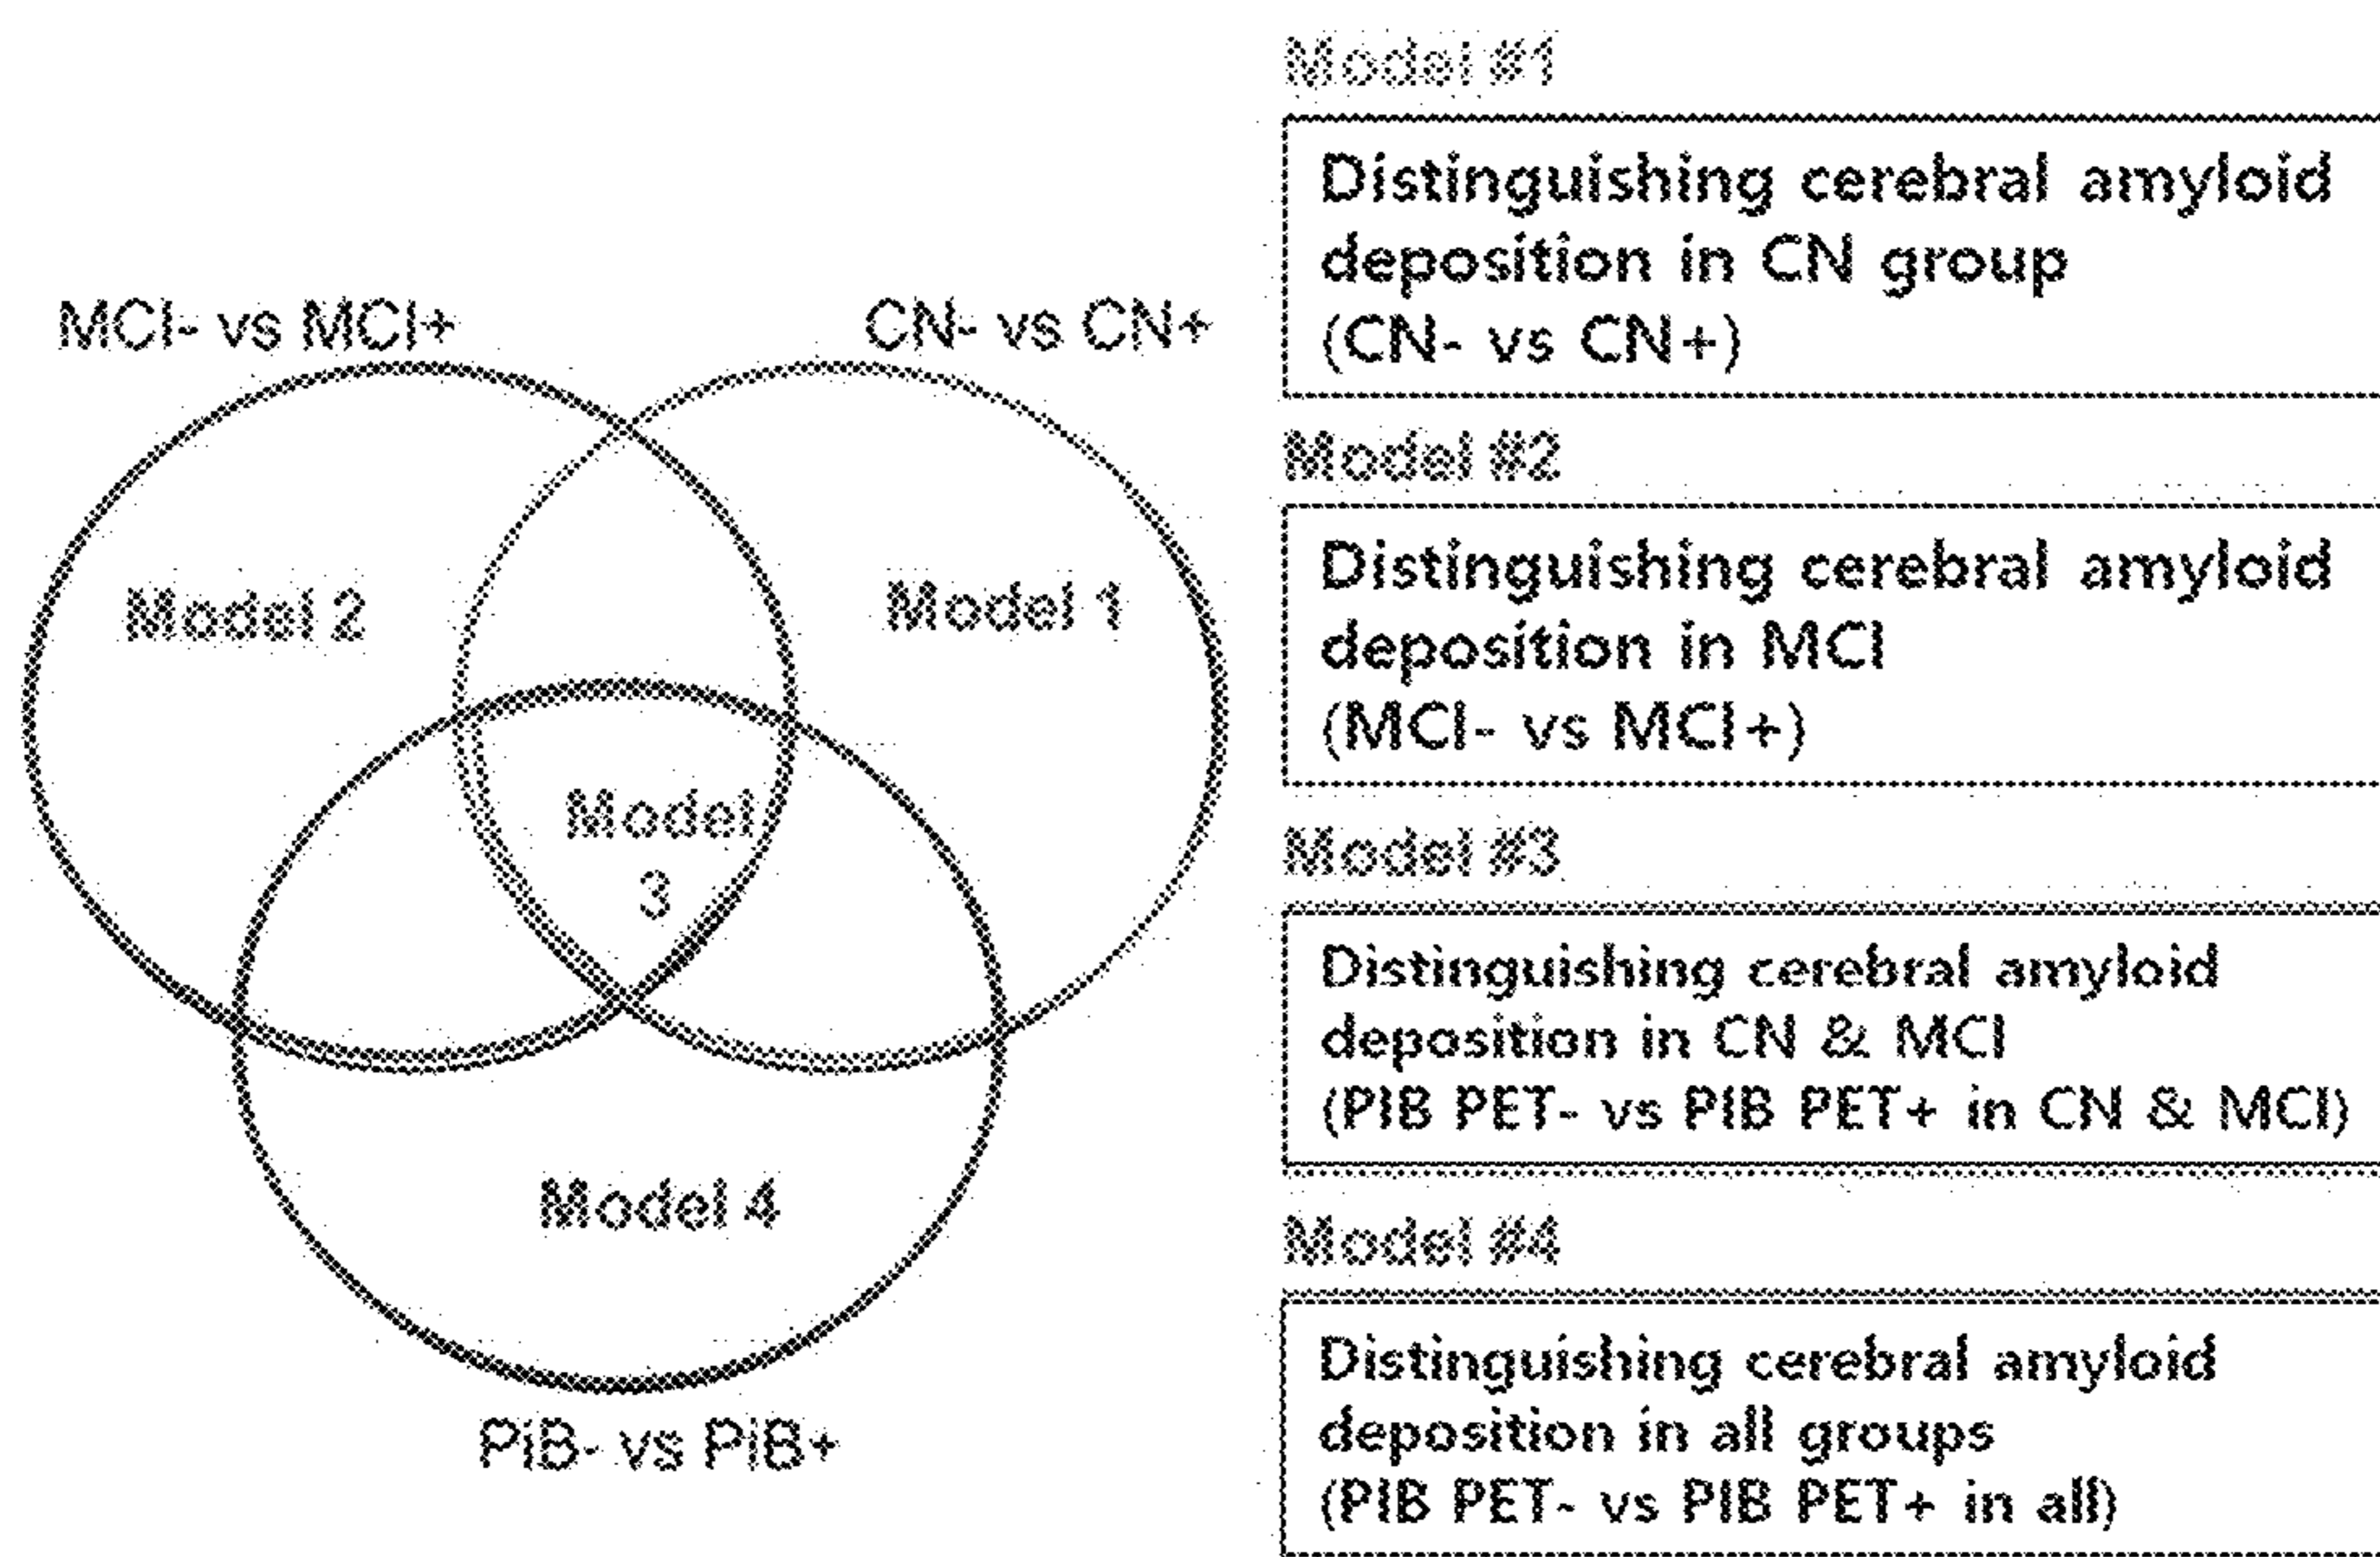 MCI- vs MCI+
CN- vs CN+
Model 2
Model 1
Model
3
Model 4
PiB- vs PiB+
Model #1
Distinguishing cerebral amyloid
deposition in CN group
(CN- vs CN+)
Model #2
Distinguishing cerebral amyloid
deposition in MCI
(MCI- vs MCI+)
Model #3
Distinguishing cerebral amyloid
deposition in CN & MCI
(PIB PET- vs PIB PET+ in CN & MCI)
Model #4
Distinguishing cerebral amyloid
deposition in all groups
(PIB PET- vs PIB PET+ in all)